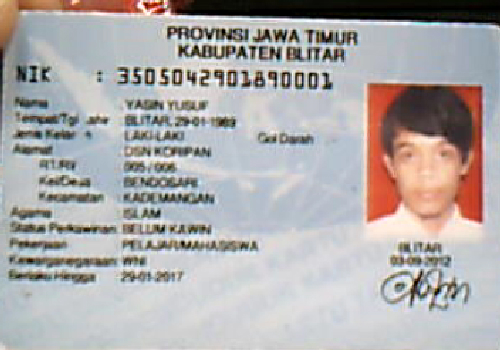 PROVINSI JAWA TIMUR
KABUPATEN BLITAR
NIK : 3505042901890001
Nama : YASIN YUSUF
Tempat/Tgl Lahir : BLITAR, 29-01-1989
Jenis Kelamin : LAKI-LAKI Gol Darah
Alamat : DSN KORIPAN
RT/RW : 005 / 006
Kel/Desa : BENDOSARI
Kecamatan : KADEMANGAN
Agama : ISLAM
Status Perkawinan: BELUM KAWIN
Pekerjaan : PELAJAR/MAHASISWA
Kewarganegaraan: WNI
Berlaku Hingga : 29-01-2017
BLITAR
03-09-2012